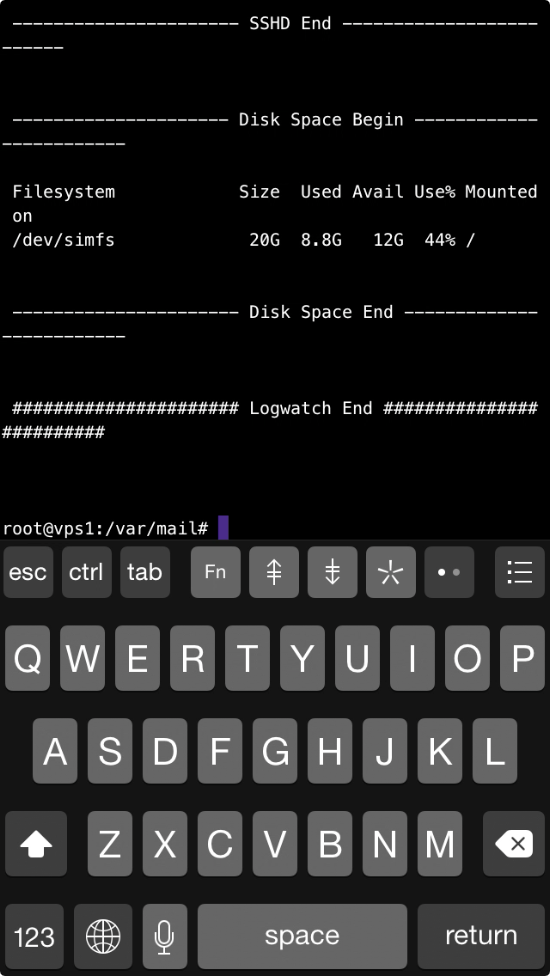 --------------------- SSHD End -------------------
------
--------------------- Disk Space Begin ------------
------------
Filesystem            Size  Used Avail Use% Mounted
on
/dev/simfs             20G  8.8G   12G  44% /
---------------------- Disk Space End -------------
------------
###################### Logwatch End ###############
##########
root@vps1:/var/mail#
esc ctrl tab Fn
Q W E R T Y U I O P
A S D F G H J K L
Z X C V B N M
123 space return